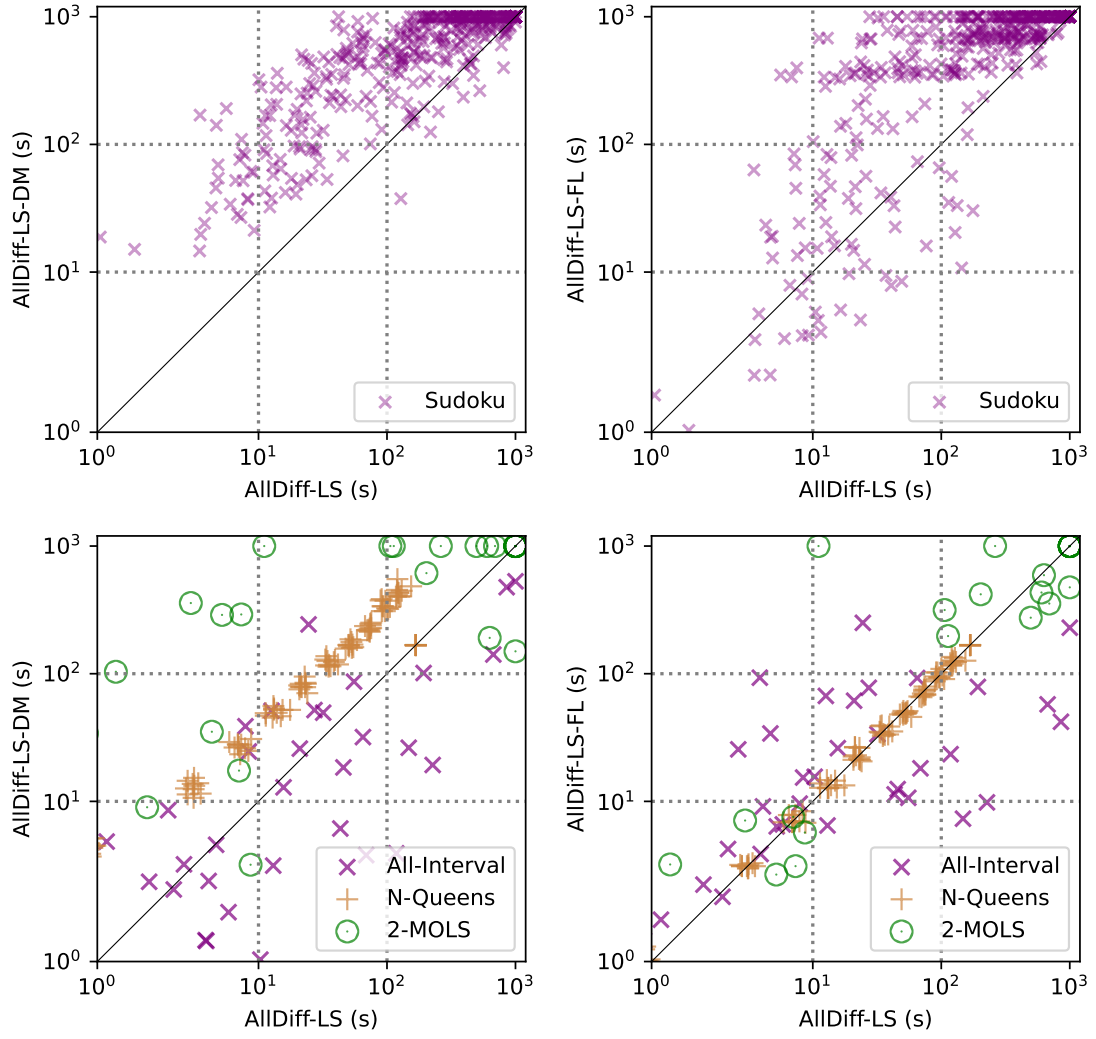 10³
10²
10¹
10⁰
AllDiff-LS-DM (s)
Sudoku
10⁰ 10¹ 10² 10³
AllDiff-LS (s)
10³
10²
10¹
10⁰
AllDiff-LS-FL (s)
Sudoku
10⁰ 10¹ 10² 10³
AllDiff-LS (s)
10³
10²
10¹
10⁰
AllDiff-LS-DM (s)
All-Interval
N-Queens
2-MOLS
10⁰ 10¹ 10² 10³
AllDiff-LS (s)
10³
10²
10¹
10⁰
AllDiff-LS-FL (s)
All-Interval
N-Queens
2-MOLS
10⁰ 10¹ 10² 10³
AllDiff-LS (s)